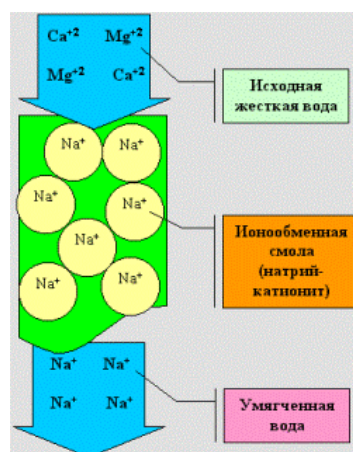 Ca+2 Mg+2
Mg+2 Ca+2
Исходная
жесткая вода
Na+ Na+
Na+ Na+
Na+
Na+ Na+
Ионообменная
смола
(натрий-
катионит)
Na+ Na+
Na+ Na+
Умягченная
вода